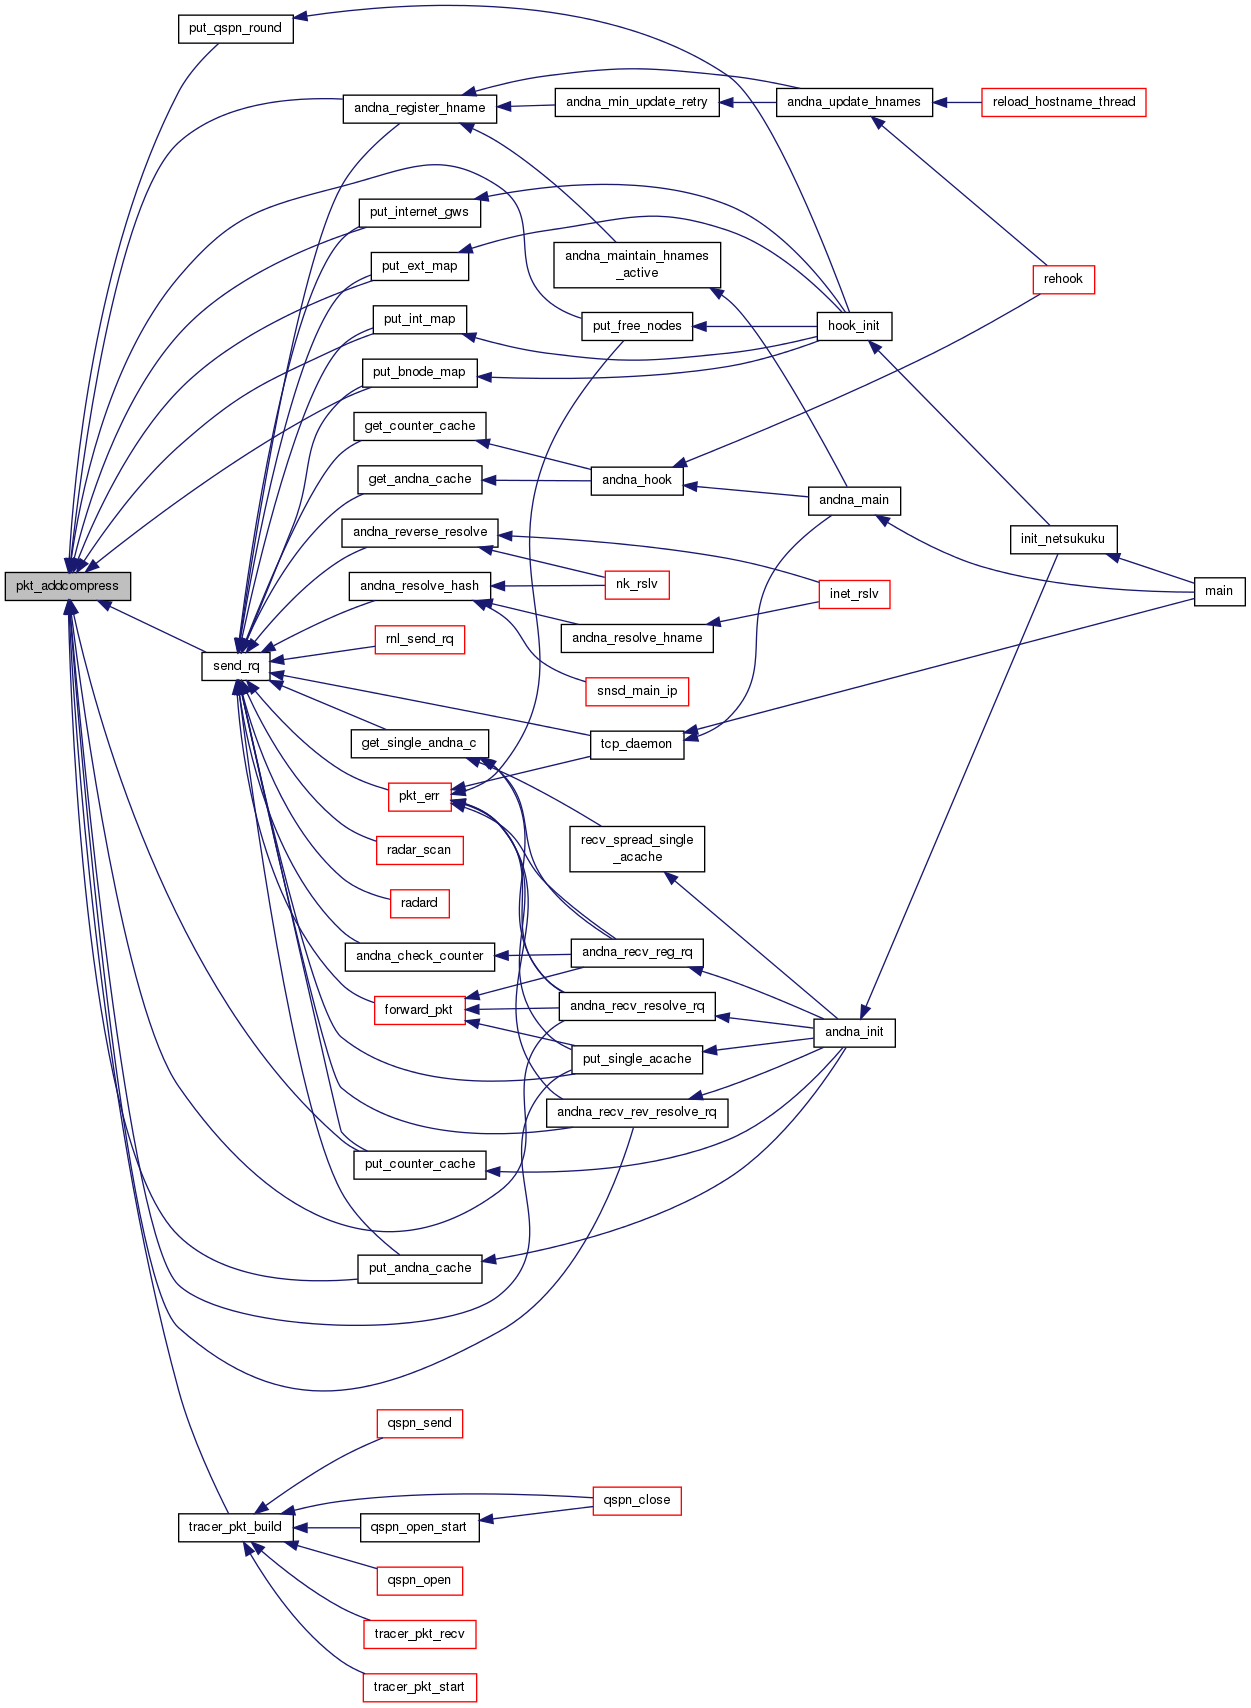 put_qspn_round
andna_register_hname
andna_min_update_retry
andna_update_hnames
reload_hostname_thread
put_internet_gws
put_ext_map
andna_maintain_hnames
_active
rehook
put_int_map
put_free_nodes
hook_init
put_bnode_map
get_counter_cache
get_andna_cache
andna_hook
andna_main
andna_reverse_resolve
init_netsukuku
pkt_addcompress
andna_resolve_hash
nk_rslv
inet_rslv
main
rnl_send_rq
andna_resolve_hname
send_rq
snsd_main_ip
get_single_andna_c
tcp_daemon
pkt_err
radar_scan
recv_spread_single
_acache
radard
andna_check_counter
andna_recv_reg_rq
forward_pkt
andna_recv_resolve_rq
andna_init
put_single_acache
andna_recv_rev_resolve_rq
put_counter_cache
put_andna_cache
qspn_send
qspn_close
tracer_pkt_build
qspn_open_start
qspn_open
tracer_pkt_recv
tracer_pkt_start